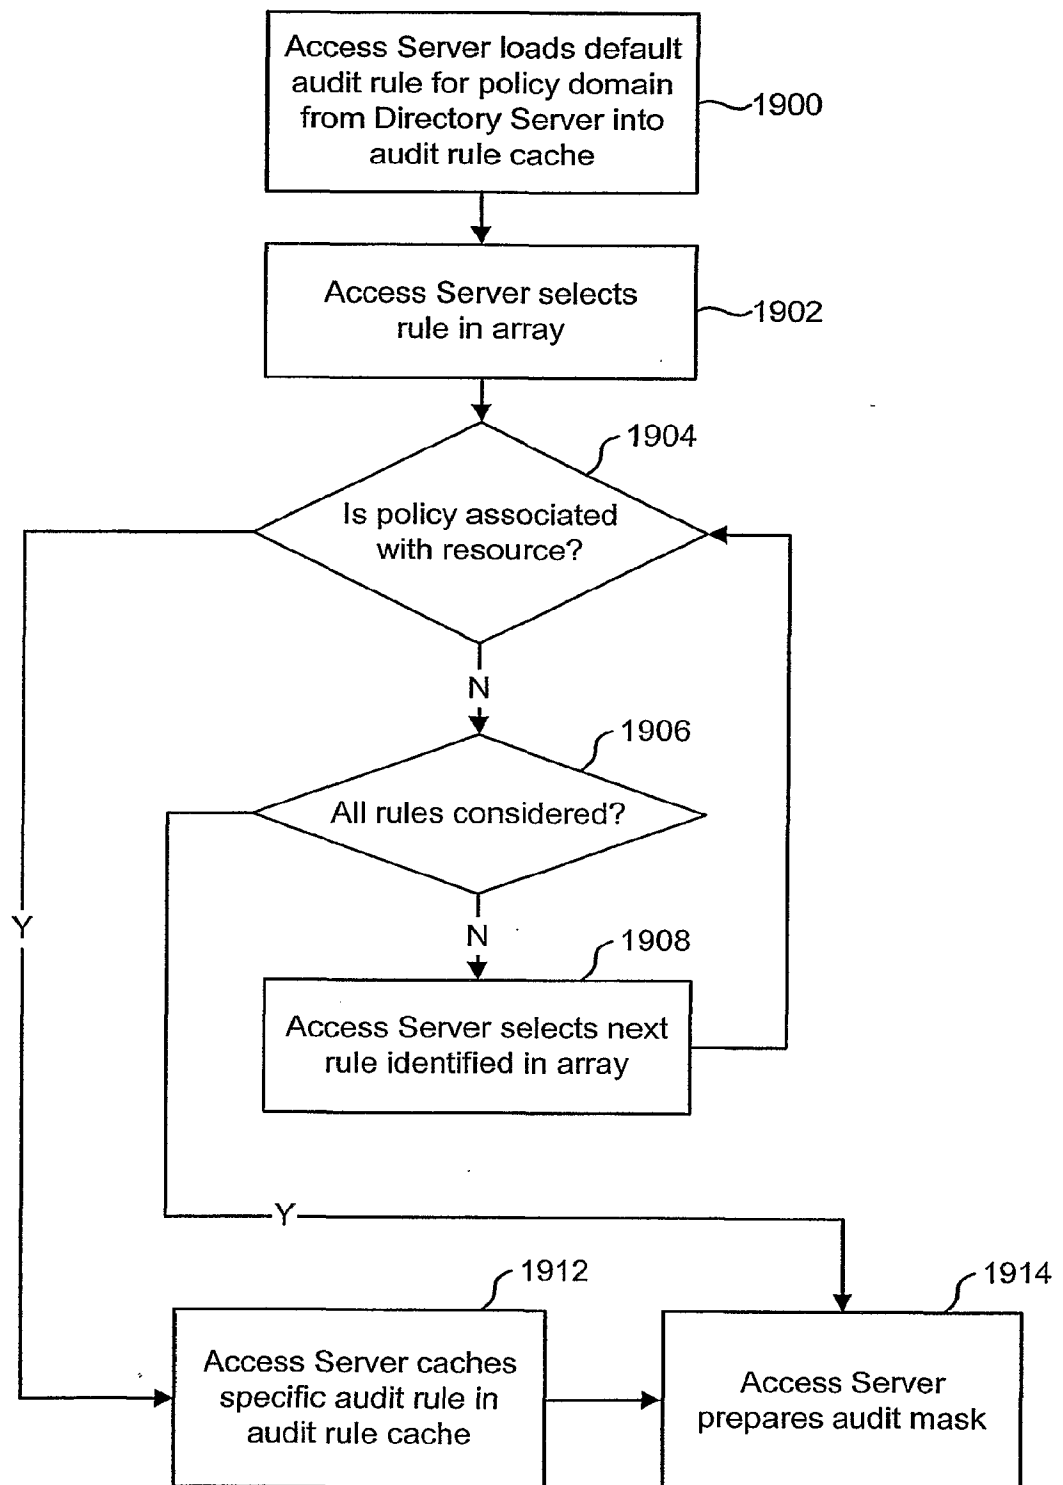 Access Server loads default
audit rule for policy domain
from Directory Server into
audit rule cache
1900
Access Server selects
rule in array
1902
1904
Is policy associated
with resource?
N
1906
All rules considered?
Y
N
1908
Access Server selects next
rule identified in array
Y
1912
1914
Access Server caches
specific audit rule in
audit rule cache
Access Server
prepares audit mask